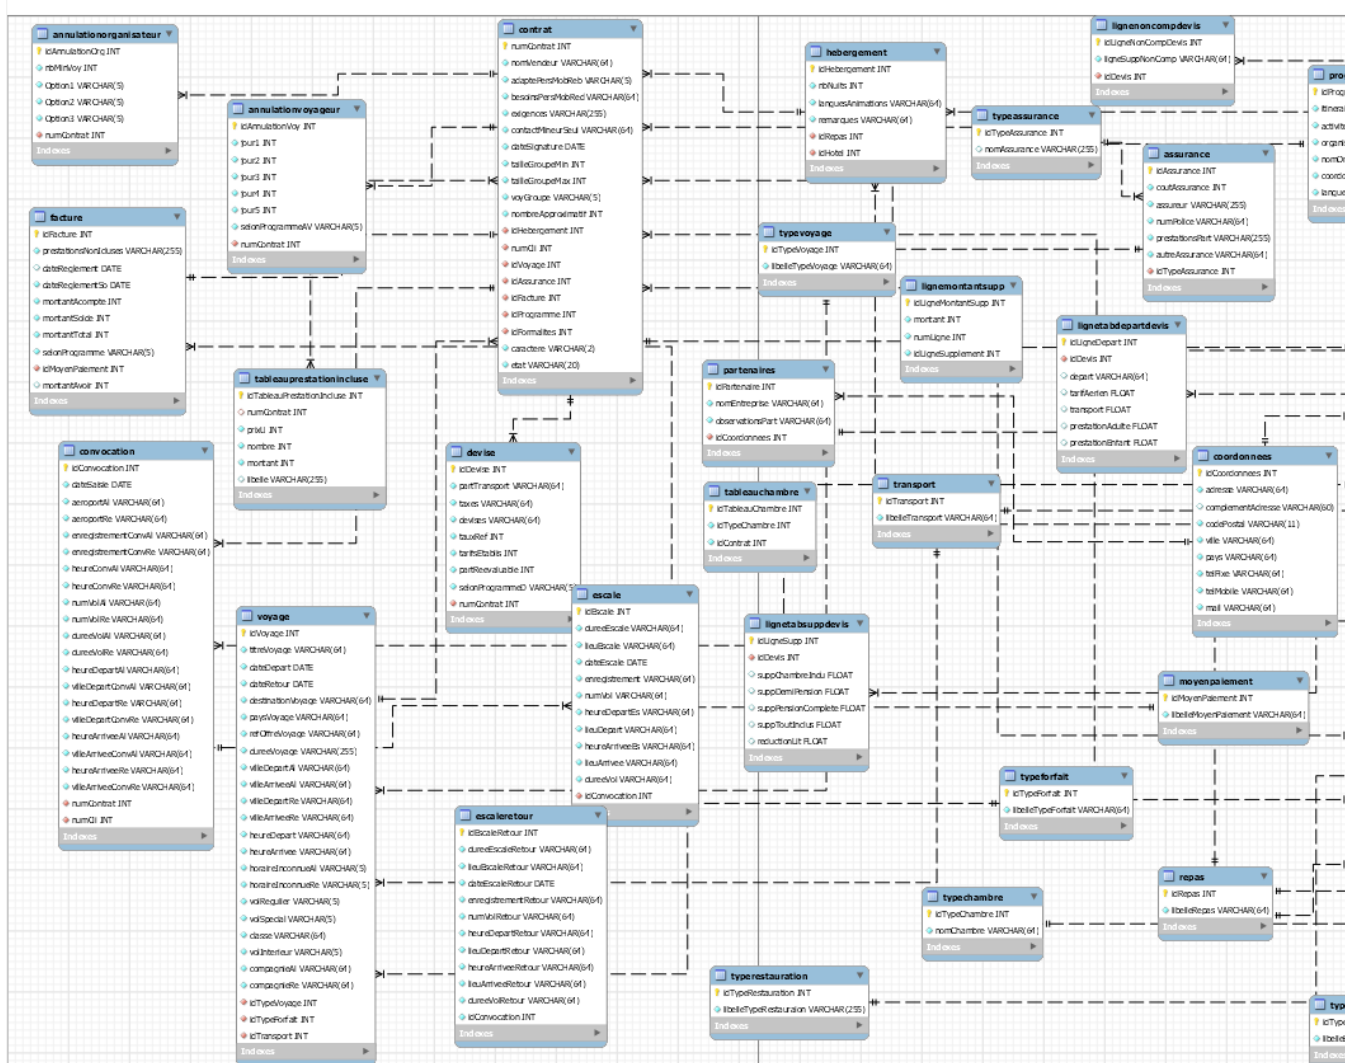 annulationorganisateur
idAnnulationOrg INT
nbMinVoy INT
Option1 VARCHAR(5)
Option2 VARCHAR(5)
Option3 VARCHAR(5)
numContrat INT
Indexes
annulationvoyageur
idAnnulationVoy INT
jour1 INT
jour2 INT
jour3 INT
jour4 INT
jour5 INT
selonProgrammeAV VARCHAR(5)
numContrat INT
Indexes
facture
idFacture INT
prestationsNonIcluses VARCHAR(255)
dateReglement DATE
dateReglementSo DATE
montantAcompte INT
montantSolde INT
montantTotal INT
selonProgramme VARCHAR(5)
idMoyenPaiement INT
montantAvoir INT
Indexes
tableauprestationincluse
idTableauPrestationIncluse INT
numContrat INT
prixU INT
nombre INT
montant INT
libelle VARCHAR(255)
Indexes
convocation
idConvocation INT
dateSaisie DATE
aeroportAl VARCHAR(64)
aeroportRe VARCHAR(64)
enregistrementConvAl VARCHAR(64)
enregistrementConvRe VARCHAR(64)
heureConvAl VARCHAR(64)
heureConvRe VARCHAR(64)
numVolAl VARCHAR(64)
numVolRe VARCHAR(64)
dureeVolAl VARCHAR(64)
dureeVolRe VARCHAR(64)
heureDepartAl VARCHAR(64)
villeDepartConvAl VARCHAR(64)
heureDepartRe VARCHAR(64)
villeDepartConvRe VARCHAR(64)
heureArriveeAl VARCHAR(64)
villeArriveeConvAl VARCHAR(64)
heureArriveeRe VARCHAR(64)
villeArriveeConvRe VARCHAR(64)
numContrat INT
numCli INT
Indexes
voyage
idVoyage INT
titreVoyage VARCHAR(64)
dateDepart DATE
dateRetour DATE
destinationVoyage VARCHAR(64)
paysVoyage VARCHAR(64)
refOffreVoyage VARCHAR(64)
dureeVoyage VARCHAR(255)
villeDepartAl VARCHAR(64)
villeArriveeAl VARCHAR(64)
villeDepartRe VARCHAR(64)
villeArriveeRe VARCHAR(64)
heureDepart VARCHAR(64)
heureArrivee VARCHAR(64)
horaireInconnueAl VARCHAR(5)
horaireInconnueRe VARCHAR(5)
volRegulier VARCHAR(5)
volSpecial VARCHAR(5)
classe VARCHAR(64)
volInterieur VARCHAR(5)
compagnieAl VARCHAR(64)
compagnieRe VARCHAR(64)
idTypeVoyage INT
idTypeForfait INT
idTransport INT
Indexes
contrat
numContrat INT
nomVendeur VARCHAR(64)
adaptePersMobReb VARCHAR(5)
besoinsPersMobRed VARCHAR(64)
exigences VARCHAR(255)
contactMineurSeul VARCHAR(64)
dateSignature DATE
tailleGroupeMin INT
tailleGroupeMax INT
voyGroupe VARCHAR(5)
nombreApproximatif INT
idHebergement INT
numCli INT
idVoyage INT
idAssurance INT
idFacture INT
idProgramme INT
idFormalites INT
caractere VARCHAR(2)
etat VARCHAR(20)
Indexes
devise
idDevise INT
partTransport VARCHAR(64)
taxes VARCHAR(64)
devises VARCHAR(64)
tauxRef INT
tarifsEtablis INT
partReevaluable INT
selonProgrammeD VARCHAR(5)
numContrat INT
Indexes
escale
idEscale INT
dureeEscale VARCHAR(64)
lieuEscale VARCHAR(64)
dateEscale DATE
enregistrement VARCHAR(64)
numVol VARCHAR(64)
heureDepartEs VARCHAR(64)
lieuDepart VARCHAR(64)
heureArriveeEs VARCHAR(64)
lieuArrivee VARCHAR(64)
dureeVol VARCHAR(64)
idConvocation INT
escaleretour
idEscaleRetour INT
dureeEscaleRetour VARCHAR(64)
lieuEscaleRetour VARCHAR(64)
dateEscaleRetour DATE
enregistrementRetour VARCHAR(64)
numVolRetour VARCHAR(64)
heureDepartRetour VARCHAR(64)
lieuDepartRetour VARCHAR(64)
heureArriveeRetour VARCHAR(64)
lieuArriveeRetour VARCHAR(64)
dureeVolRetour VARCHAR(64)
idConvocation INT
Indexes
hebergement
idHebergement INT
nbNuits INT
languesAnimations VARCHAR(64)
remarques VARCHAR(64)
idRepas INT
idHotel INT
Indexes
typevoyage
idTypeVoyage INT
libelleTypeVoyage VARCHAR(64)
Indexes
lignemontantsupp
idLigneMontantSupp INT
montant INT
numLigne INT
idLigneSupplement INT
Indexes
partenaires
idPartenaire INT
nomEntreprise VARCHAR(64)
observationsPart VARCHAR(64)
idCoordonnees INT
Indexes
tableauchambre
idTableauChambre INT
idTypeChambre INT
idContrat INT
Indexes
transport
idTransport INT
libelleTransport VARCHAR(64)
Indexes
lignetabsuppdevis
idLigneSupp INT
idDevis INT
suppChambreIndu FLOAT
suppDemiPension FLOAT
suppPensionComplete FLOAT
suppToutInclus FLOAT
reductionLit FLOAT
Indexes
lignenoncompdevis
idLigneNonCompDevis INT
ligneSuppNonComp VARCHAR(64)
idDevis INT
Indexes
typeassurance
idTypeAssurance INT
nomAssurance VARCHAR(255)
Indexes
assurance
idAssurance INT
coutAssurance INT
assureur VARCHAR(255)
numPolice VARCHAR(64)
prestationsPart VARCHAR(255)
autreAssurance VARCHAR(64)
idTypeAssurance INT
Indexes
lignetabdepartdevis
idLigneDepart INT
idDevis INT
depart VARCHAR(64)
tarifAerien FLOAT
transport FLOAT
prestationAdulte FLOAT
prestationEnfant FLOAT
Indexes
coordonnees
idCoordonnees INT
adresse VARCHAR(64)
complementAdresse VARCHAR(60)
codePostal VARCHAR(11)
ville VARCHAR(64)
pays VARCHAR(64)
telFixe VARCHAR(64)
telMobile VARCHAR(64)
mail VARCHAR(64)
Indexes
moyenpaiement
idMoyenPaiement INT
libelleMoyenPaiement VARCHAR(64)
Indexes
typeforfait
idTypeForfait INT
libelleTypeForfait VARCHAR(64)
Indexes
typechambre
idTypeChambre INT
nomChambre VARCHAR(64)
Indexes
repas
idRepas INT
libelleRepas VARCHAR(64)
Indexes
typerestauration
idTypeRestauration INT
libelleTypeRestauraion VARCHAR(255)
Indexes